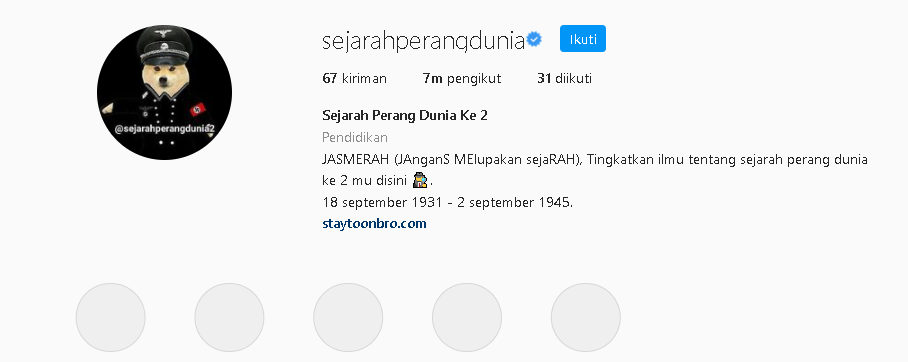 sejarahperangdunia Ikuti
67 kiriman 7m pengikut 31 diikuti
Sejarah Perang Dunia Ke 2
Pendidikan
JASMERAH (JAnganS MElupakan sejaRAH), Tingkatkan ilmu tentang sejarah perang dunia
ke 2 mu disini .
18 september 1931 - 2 september 1945.
staytoonbro.com
@sejarahperangdunia2